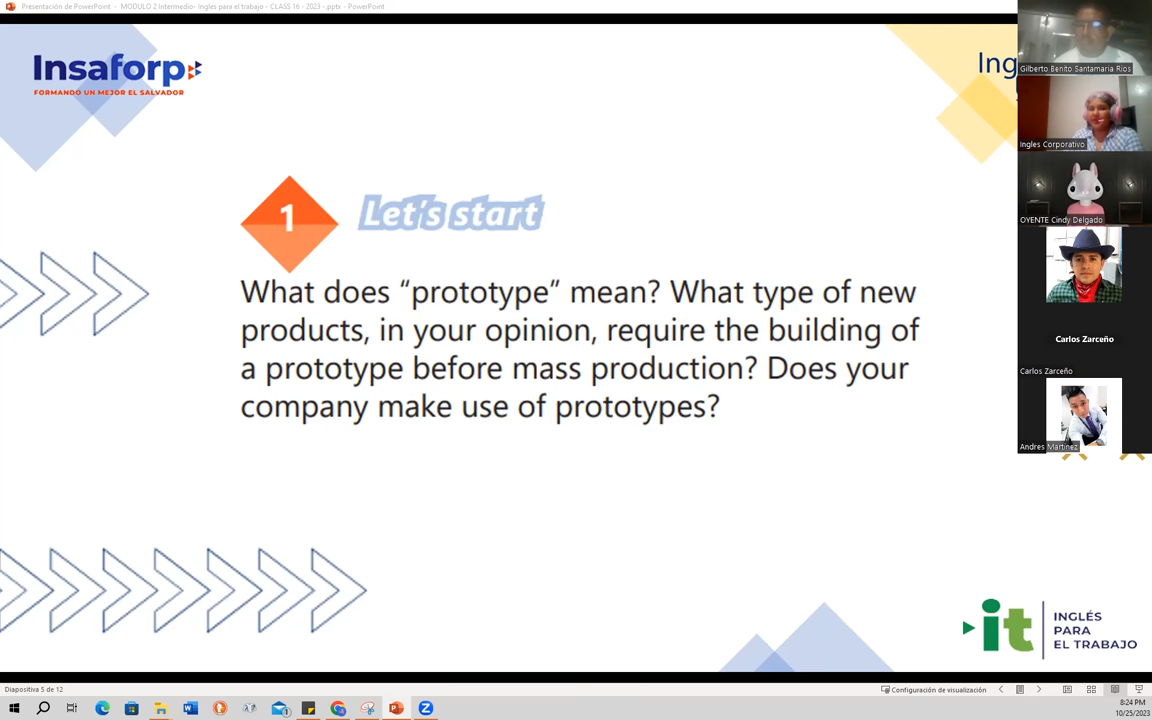 Presentación de PowerPoint - MODULO 2 Intermedio- Ingles para el trabajo - CLASS 16 - 2023 - .pptx - PowerPoint
Insaforp
FORMANDO UN MEJOR EL SALVADOR
Ing
Gilberto Benito Santamaria Rios
Ingles Corporativo
OYENTE Cindy Delgado
Carlos Zarceño
Carlos Zarceño
Andres Martinez
1
Let's start
What does “prototype” mean? What type of new
products, in your opinion, require the building of
a prototype before mass production? Does your
company make use of prototypes?
it
INGLÉS
PARA
EL TRABAJO
Diapositiva 5 de 12
Configuración de visualización
8:24 PM
10/25/2023